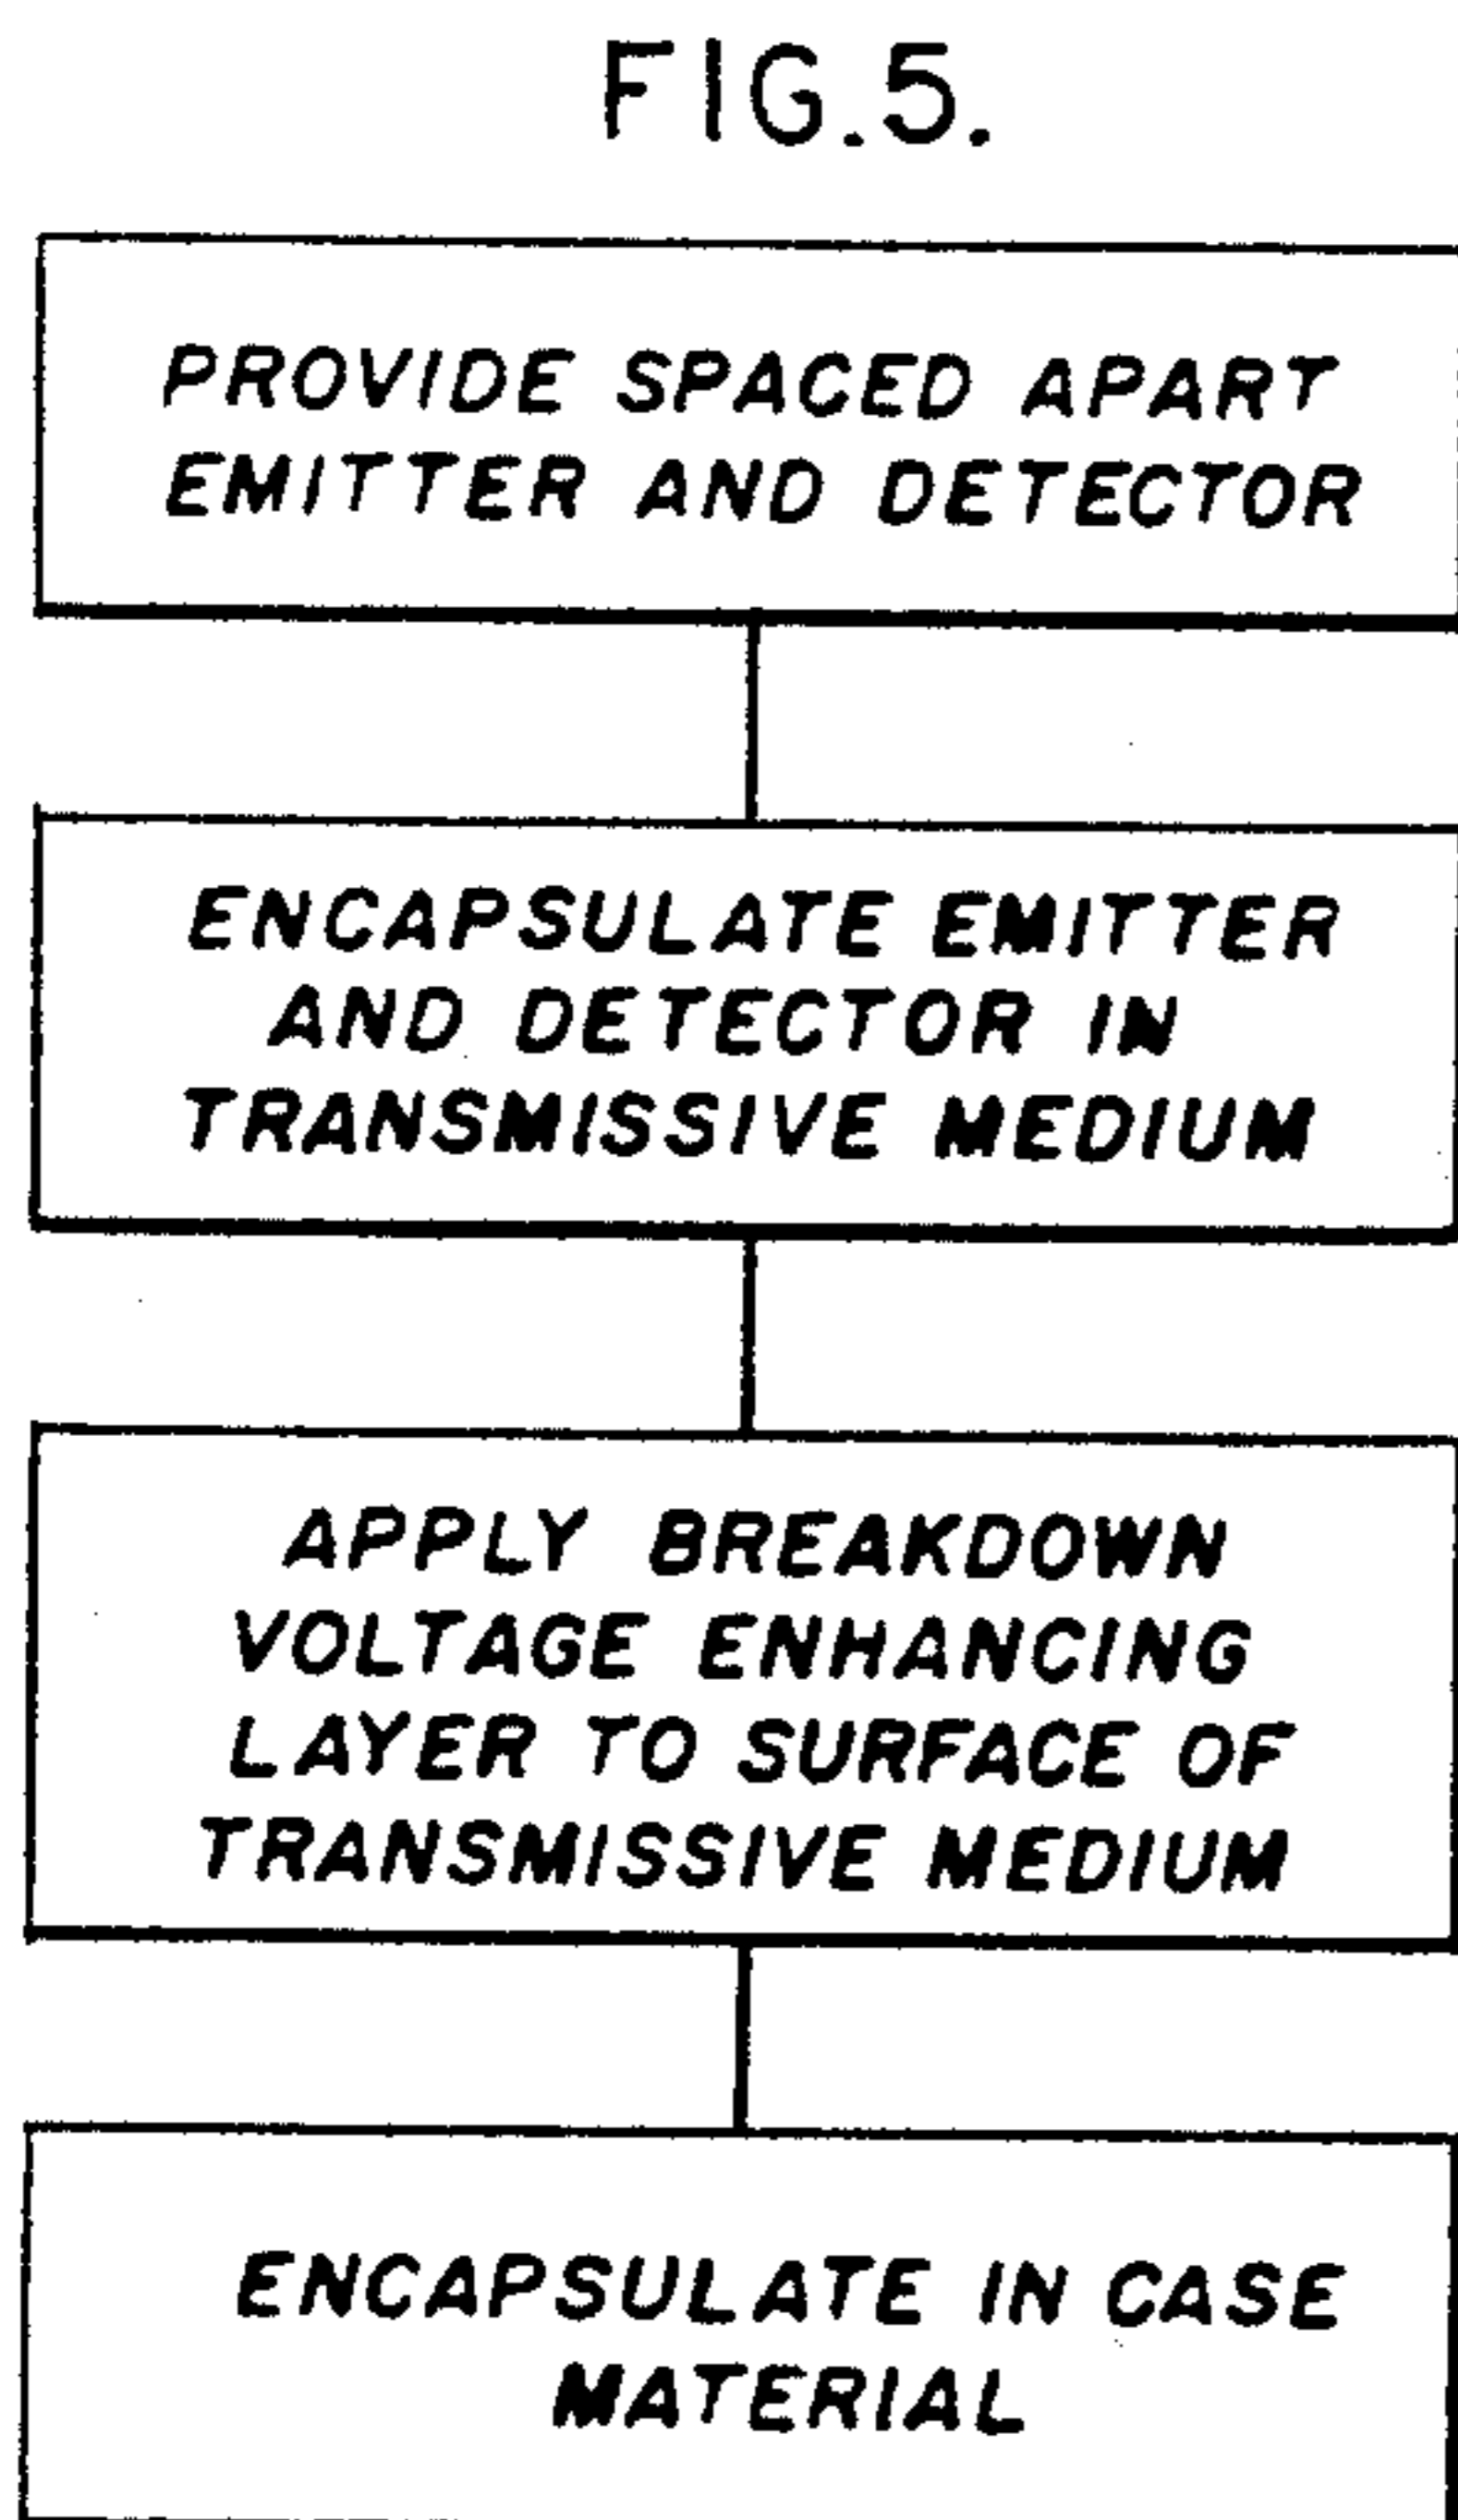 FIG.5.
PROVIDE SPACED APART
EMITTER AND DETECTOR
ENCAPSULATE EMITTER
AND DETECTOR IN
TRANSMISSIVE MEDIUM
APPLY BREAKDOWN
VOLTAGE ENHANCING
LAYER TO SURFACE OF
TRANSMISSIVE MEDIUM
ENCAPSULATE IN CASE
MATERIAL